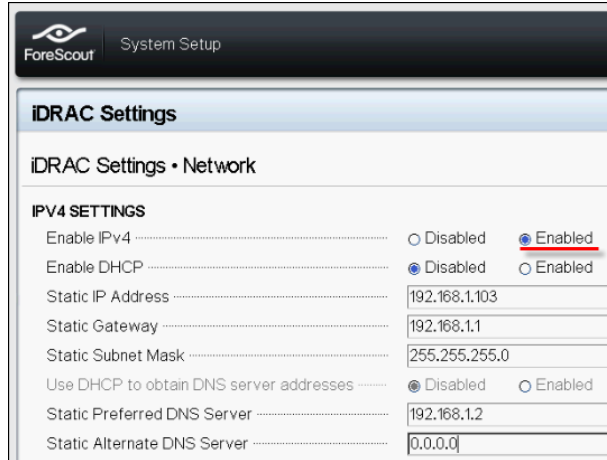 ForeScout System Setup
iDRAC Settings
iDRAC Settings • Network
IPV4 SETTINGS
Enable IPv4 Disabled Enabled
Enable DHCP Disabled Enabled
Static IP Address 192.168.1.103
Static Gateway 192.168.1.1
Static Subnet Mask 255.255.255.0
Use DHCP to obtain DNS server addresses Disabled Enabled
Static Preferred DNS Server 192.168.1.2
Static Alternate DNS Server 0.0.0.0